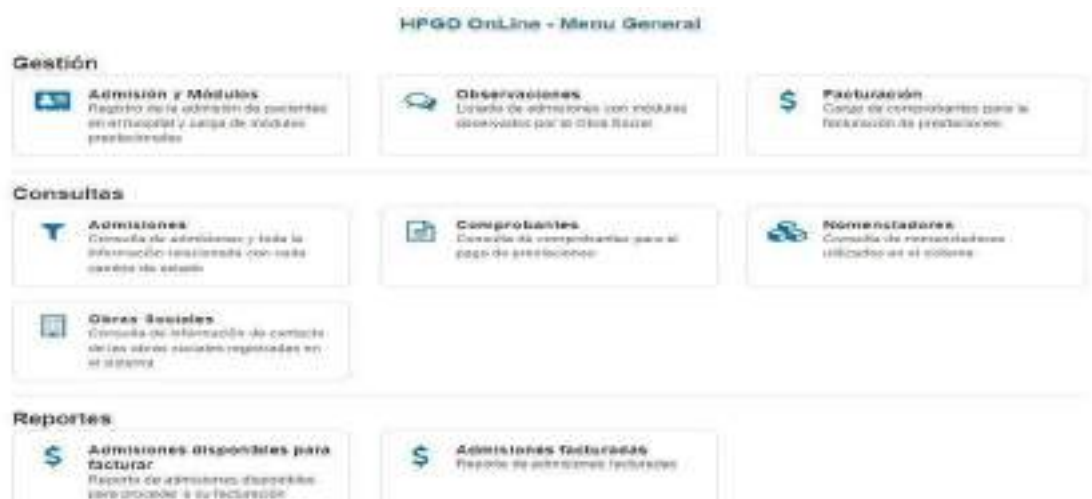 HPGD OnLine - Menu General
Gestión
Admisión y Módulos
Registro de la admisión de pacientes
en el hospital y carga de módulos
prestacionales
Observaciones
Listado de admisiones con módulos
observados por la Obra Social
Facturación
Carga de comprobantes para la
facturación de prestaciones
Consultas
Admisiones
Consulta de admisiones y toda la
información relacionada con cada
cambio de estado
Comprobantes
Consulta de comprobantes para el
pago de prestaciones
Nomencladores
Consulta de nomencladores
utilizados en el sistema
Obras Sociales
Consulta de información de contacto
de las obras sociales registradas en
el sistema
Reportes
Admisiones disponibles para
facturar
Reporte de admisiones disponibles
para proceder a su facturación
Admisiones facturadas
Reporte de admisiones facturadas